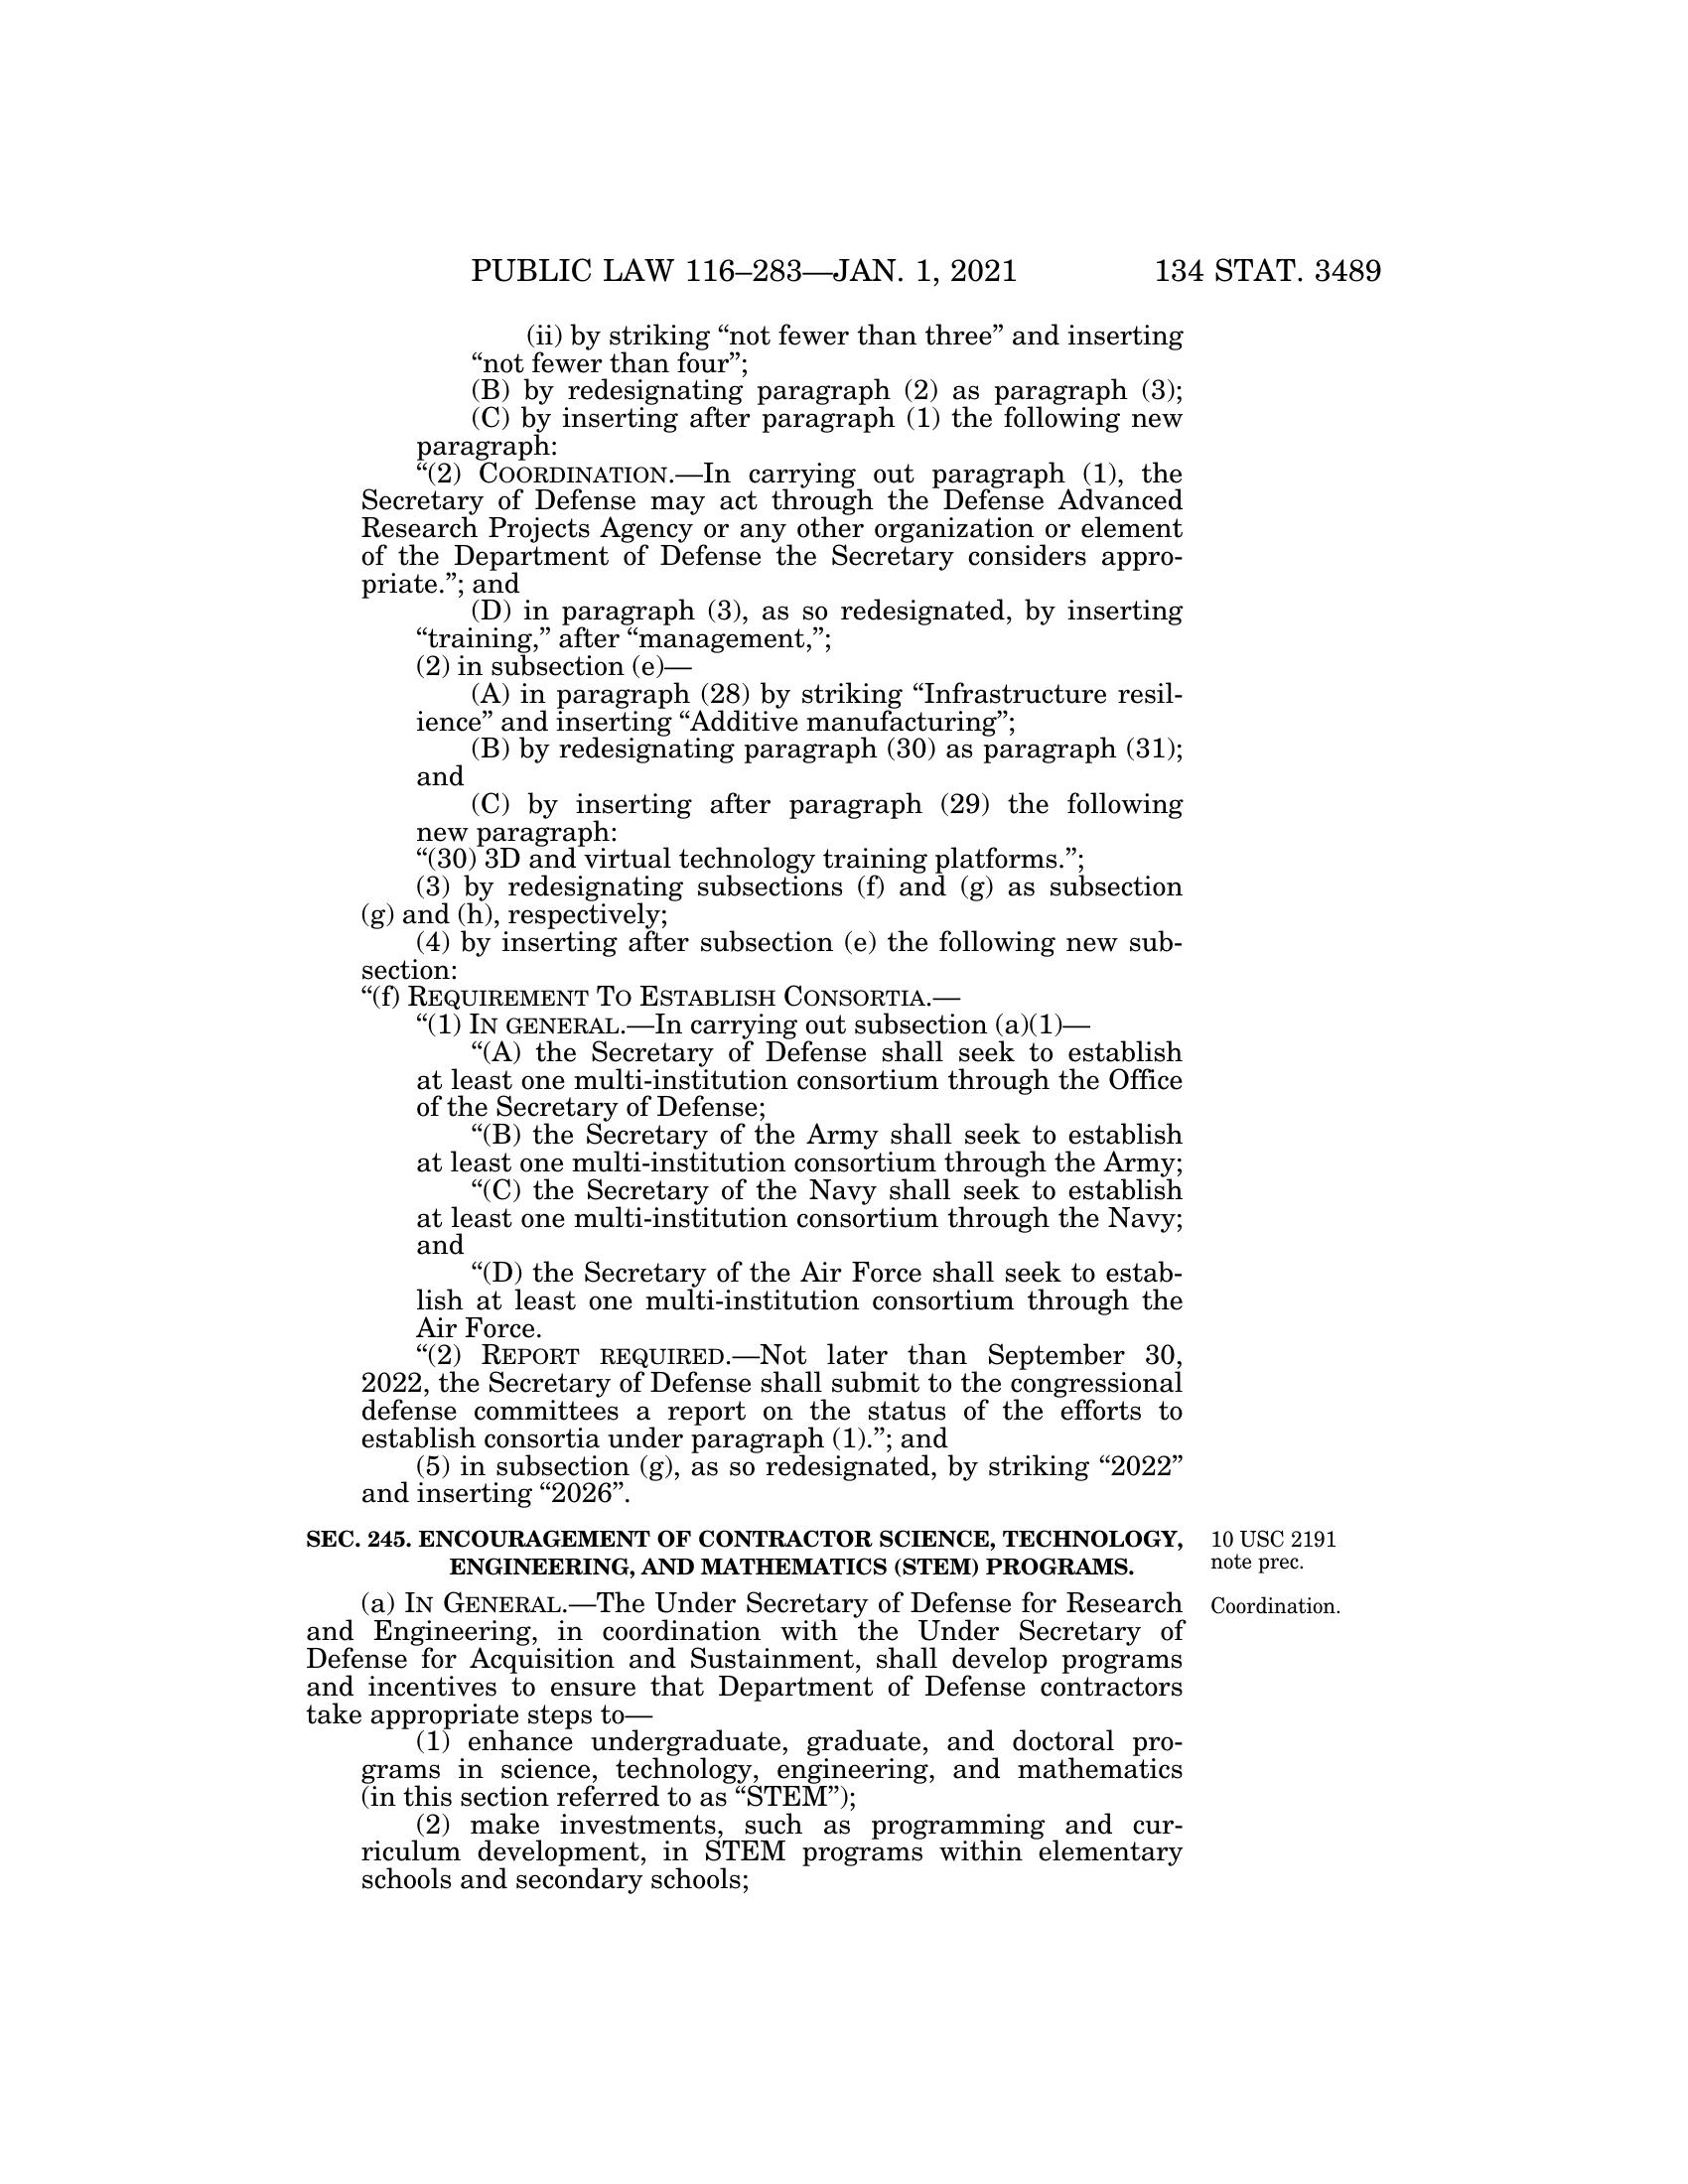 PUBLIC LAW 116–283—JAN. 1, 2021 134 STAT. 3489
(ii) by striking “not fewer than three” and inserting
“not fewer than four”;
(B) by redesignating paragraph (2) as paragraph (3);
(C) by inserting after paragraph (1) the following new
paragraph:
“(2) COORDINATION.—In carrying out paragraph (1), the
Secretary of Defense may act through the Defense Advanced
Research Projects Agency or any other organization or element
of the Department of Defense the Secretary considers appro-
priate.”; and
(D) in paragraph (3), as so redesignated, by inserting
“training,” after “management,”;
(2) in subsection (e)—
(A) in paragraph (28) by striking “Infrastructure resil-
ience” and inserting “Additive manufacturing”;
(B) by redesignating paragraph (30) as paragraph (31);
and
(C) by inserting after paragraph (29) the following
new paragraph:
“(30) 3D and virtual technology training platforms.”;
(3) by redesignating subsections (f) and (g) as subsection
(g) and (h), respectively;
(4) by inserting after subsection (e) the following new sub-
section:
“(f) REQUIREMENT TO ESTABLISH CONSORTIA.—
“(1) IN GENERAL.—In carrying out subsection (a)(1)—
“(A) the Secretary of Defense shall seek to establish
at least one multi-institution consortium through the Office
of the Secretary of Defense;
“(B) the Secretary of the Army shall seek to establish
at least one multi-institution consortium through the Army;
“(C) the Secretary of the Navy shall seek to establish
at least one multi-institution consortium through the Navy;
and
“(D) the Secretary of the Air Force shall seek to estab-
lish at least one multi-institution consortium through the
Air Force.
“(2) REPORT REQUIRED.—Not later than September 30,
2022, the Secretary of Defense shall submit to the congressional
defense committees a report on the status of the efforts to
establish consortia under paragraph (1).”; and
(5) in subsection (g), as so redesignated, by striking “2022”
and inserting “2026”.
SEC. 245. ENCOURAGEMENT OF CONTRACTOR SCIENCE, TECHNOLOGY,
ENGINEERING, AND MATHEMATICS (STEM) PROGRAMS.
10 USC 2191
note prec.
(a) IN GENERAL.—The Under Secretary of Defense for Research
and Engineering, in coordination with the Under Secretary of
Defense for Acquisition and Sustainment, shall develop programs
and incentives to ensure that Department of Defense contractors
take appropriate steps to—
Coordination.
(1) enhance undergraduate, graduate, and doctoral pro-
grams in science, technology, engineering, and mathematics
(in this section referred to as “STEM”);
(2) make investments, such as programming and cur-
riculum development, in STEM programs within elementary
schools and secondary schools;